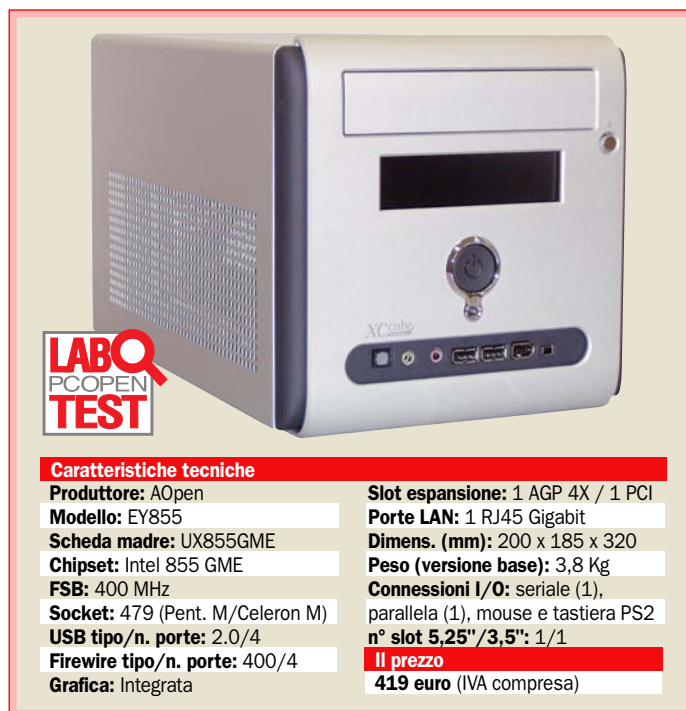 XC cube
LABO
PCOPEN
TEST
Caratteristiche tecniche
Produttore: AOpen
Modello: EY855
Scheda madre: UX855GME
Chipset: Intel 855 GME
FSB: 400 MHz
Socket: 479 (Pent. M/Celeron M)
USB tipo/n. porte: 2.0/4
Firewire tipo/n. porte: 400/4
Grafica: Integrata
Slot espansione: 1 AGP 4X / 1 PCI
Porte LAN: 1 RJ45 Gigabit
Dimens. (mm): 200 x 185 x 320
Peso (versione base): 3,8 Kg
Connessioni I/O: seriale (1),
parallela (1), mouse e tastiera PS2
n° slot 5,25"/3,5": 1/1
Il prezzo
419 euro (IVA compresa)